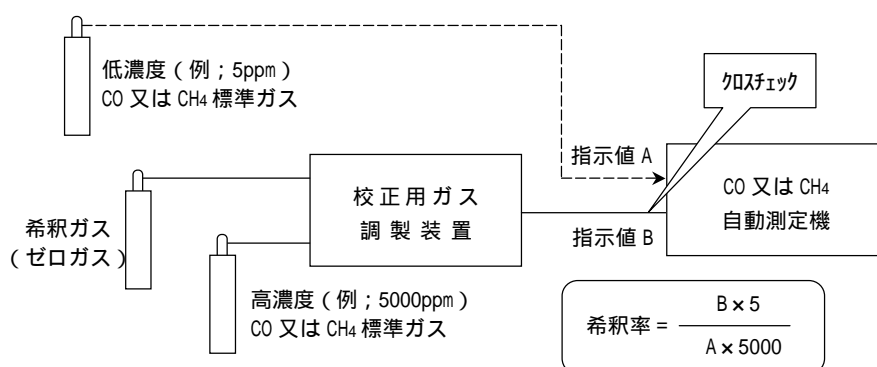 低濃度（例；5ppm）
CO 又は CH4 標準ガス
クロスチェック
指示値 A
校正用ガス
調製装置
CO 又は CH4
自動測定機
希釈ガス
（ゼロガス）
指示値 B
高濃度（例；5000ppm）
CO 又は CH4 標準ガス
希釈率 = B×5
A×5000